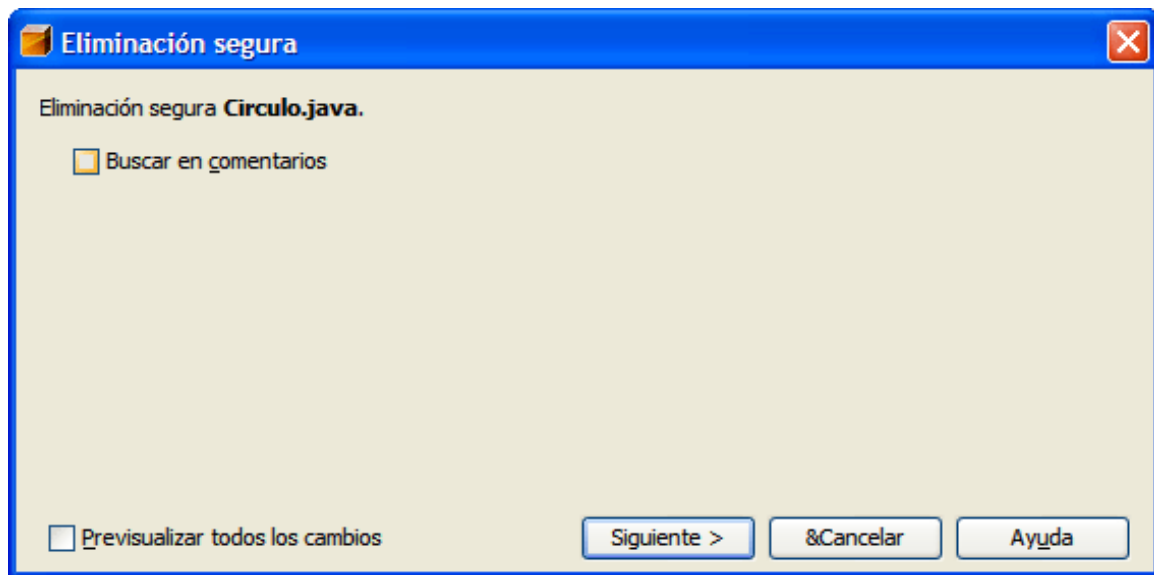 Eliminación segura
Eliminación segura Circulo.java.
Buscar en comentarios
Previsualizar todos los cambios
Siguiente >
&Cancelar
Ayuda